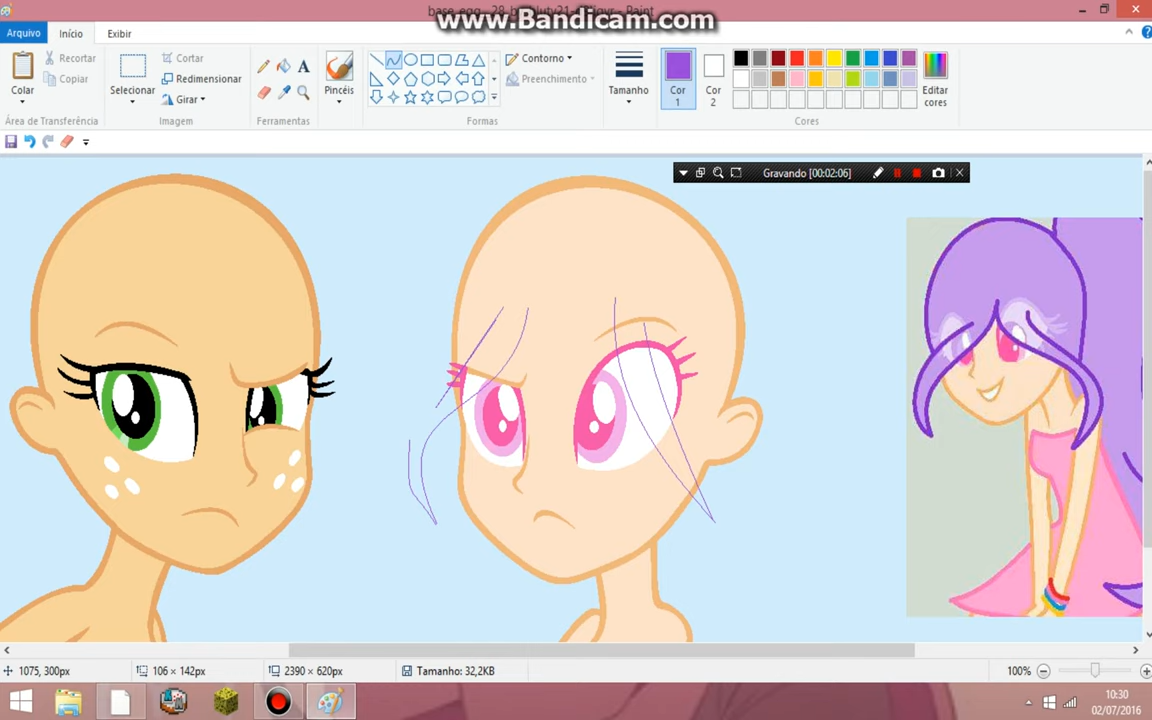 www.Bandicam.com
Arquivo Início Exibir
Colar
Recortar
Copiar
Área de Transferência
Selecionar
Cortar
Redimensionar
Girar
Imagem
A
Ferramentas
Pincéis
Contorno
Preenchimento
Formas
Tamanho
Cor
1
Cor
2
Editar
cores
Cores
Gravando [00:02:06]
1075, 300px
106 × 142px
2390 × 620px
Tamanho: 32,2KB
100%
10:30
02/07/2016